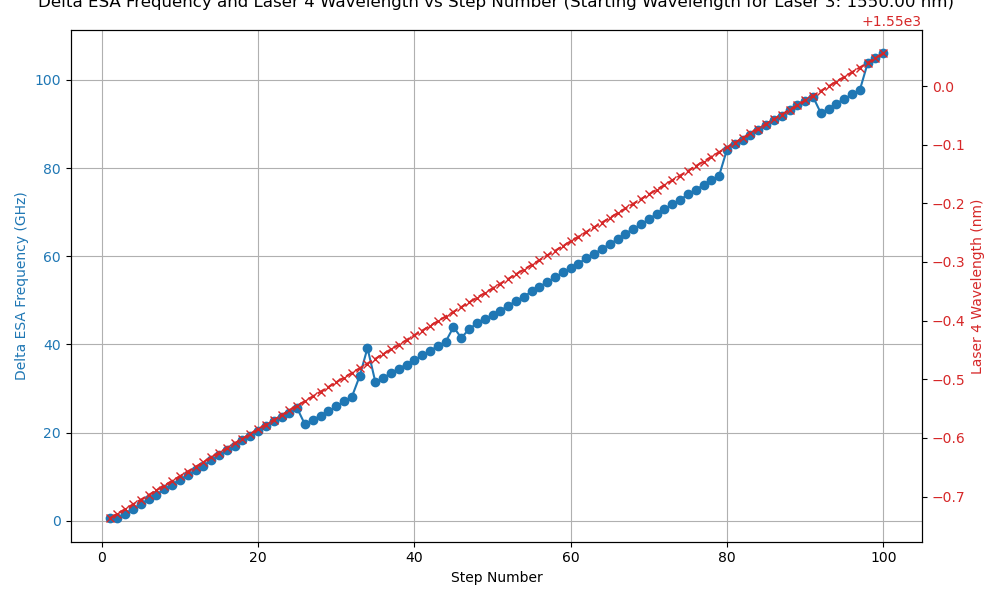 Delta ESA Frequency and Laser 4 Wavelength vs Step Number (Starting Wavelength for Laser 3: 1550.00 nm)
+1.55e3
100
80
60
40
20
0
Delta ESA Frequency (GHz)
0.0
−0.1
−0.2
−0.3
−0.4
−0.5
−0.6
−0.7
Laser 4 Wavelength (nm)
0 20 40 60 80 100
Step Number